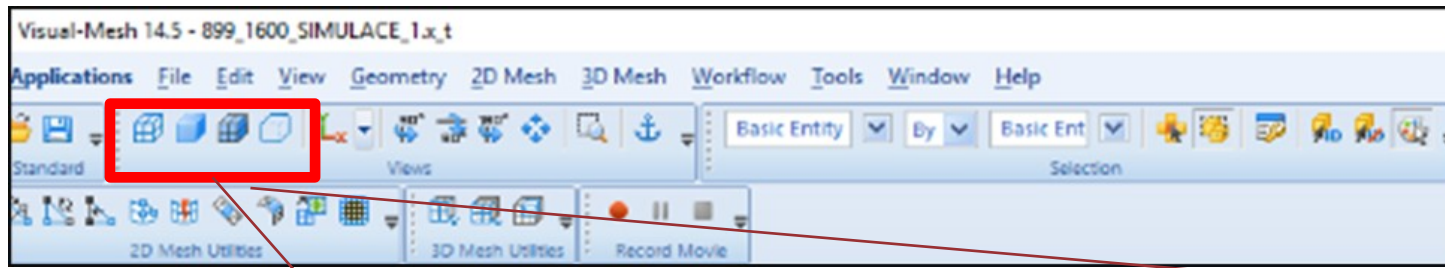 Visual-Mesh 14.5 - 899_1600_SIMULACE_1.x_t
Applications File Edit View Geometry 2D Mesh 3D Mesh Workflow Tools Window Help
Basic Entity By Basic Ent
Standard Views Selection
2D Mesh Utilities 3D Mesh Utilities Record Movie